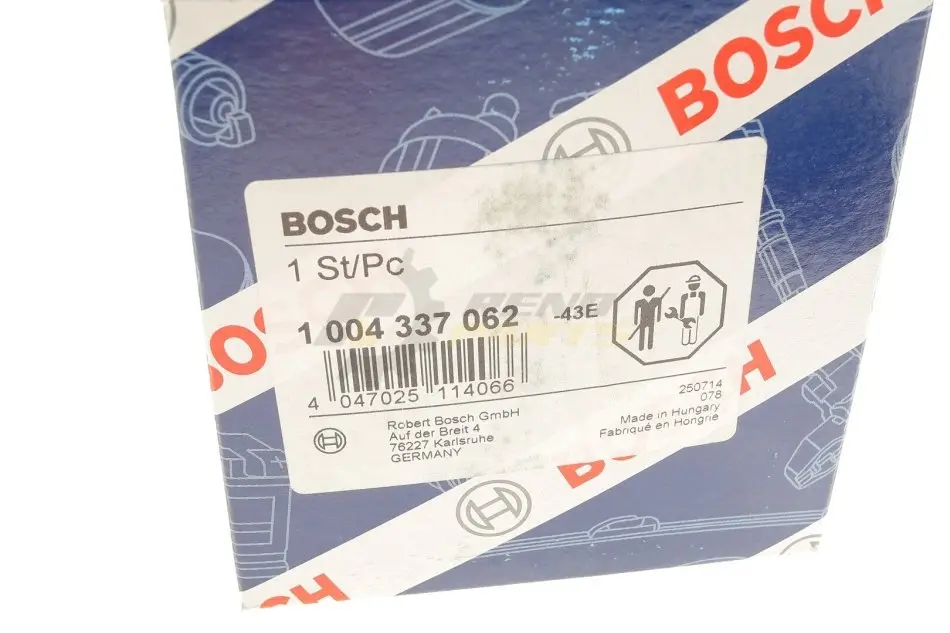 BOSCH
BOSCH
1 St/Pc
1 004 337 062 -43E
4 047025 114066
Robert Bosch GmbH
Auf der Breit 4
76227 Karlsruhe
GERMANY
250714
078
Made in Hungary
Fabriqué en Hongrie
BOSCH
BOSCH